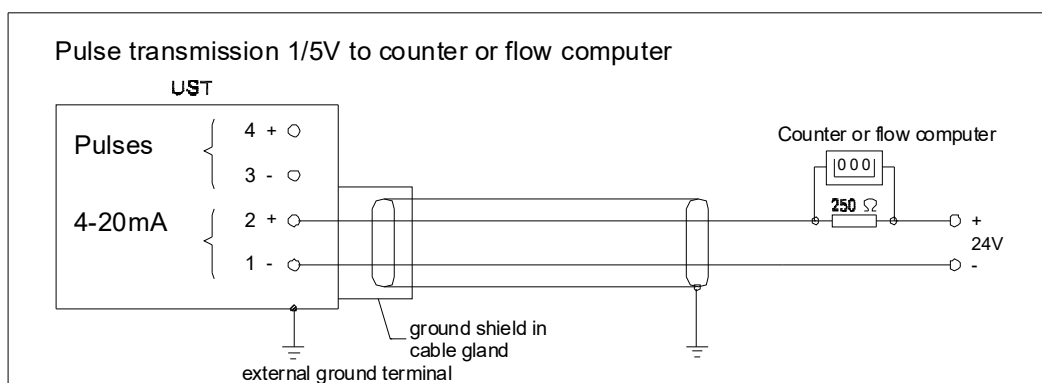 Pulse transmission 1/5V to counter or flow computer
UST
Pulses
4 +
3 -
4-20mA
2 +
1 -
Counter or flow computer
000
250 Ω
+
24V
-
ground shield in
cable gland
external ground terminal